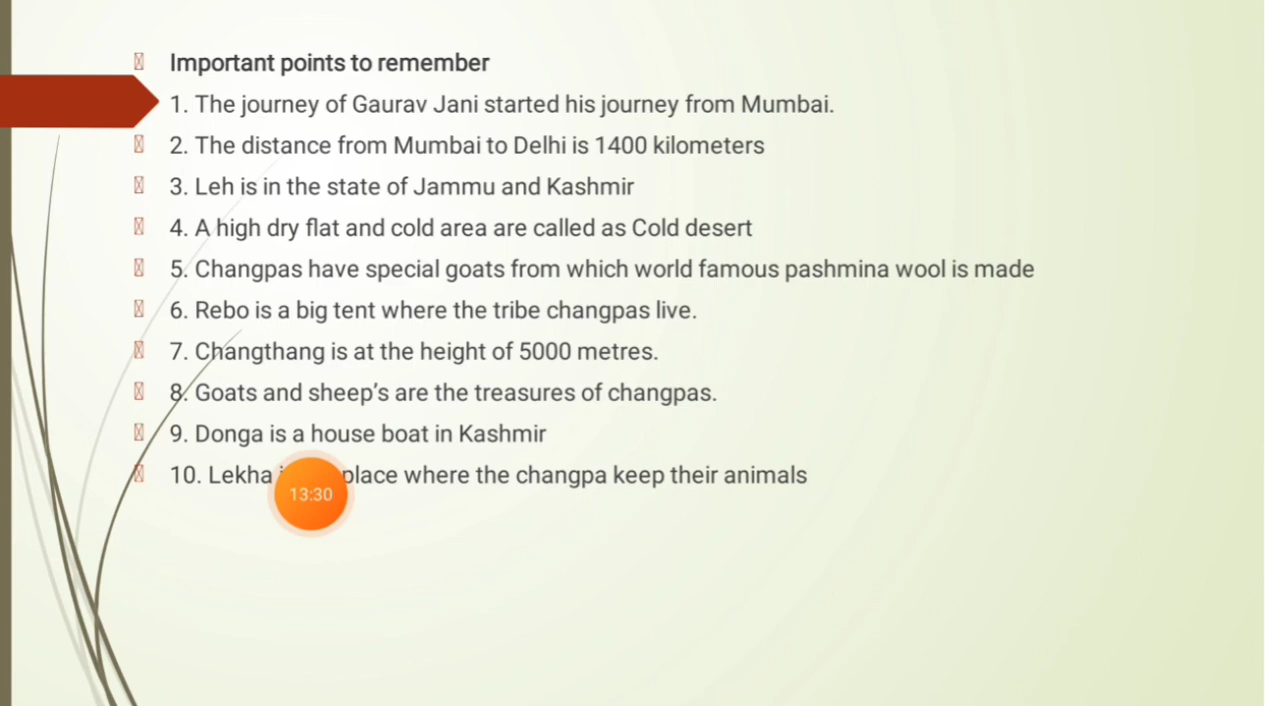 Important points to remember
1. The journey of Gaurav Jani started his journey from Mumbai.
2. The distance from Mumbai to Delhi is 1400 kilometers
3. Leh is in the state of Jammu and Kashmir
4. A high dry flat and cold area are called as Cold desert
5. Changpas have special goats from which world famous pashmina wool is made
6. Rebo is a big tent where the tribe changpas live.
7. Changthang is at the height of 5000 metres.
8. Goats and sheep's are the treasures of changpas.
9. Donga is a house boat in Kashmir
10. Lekha place where the changpa keep their animals
13:30